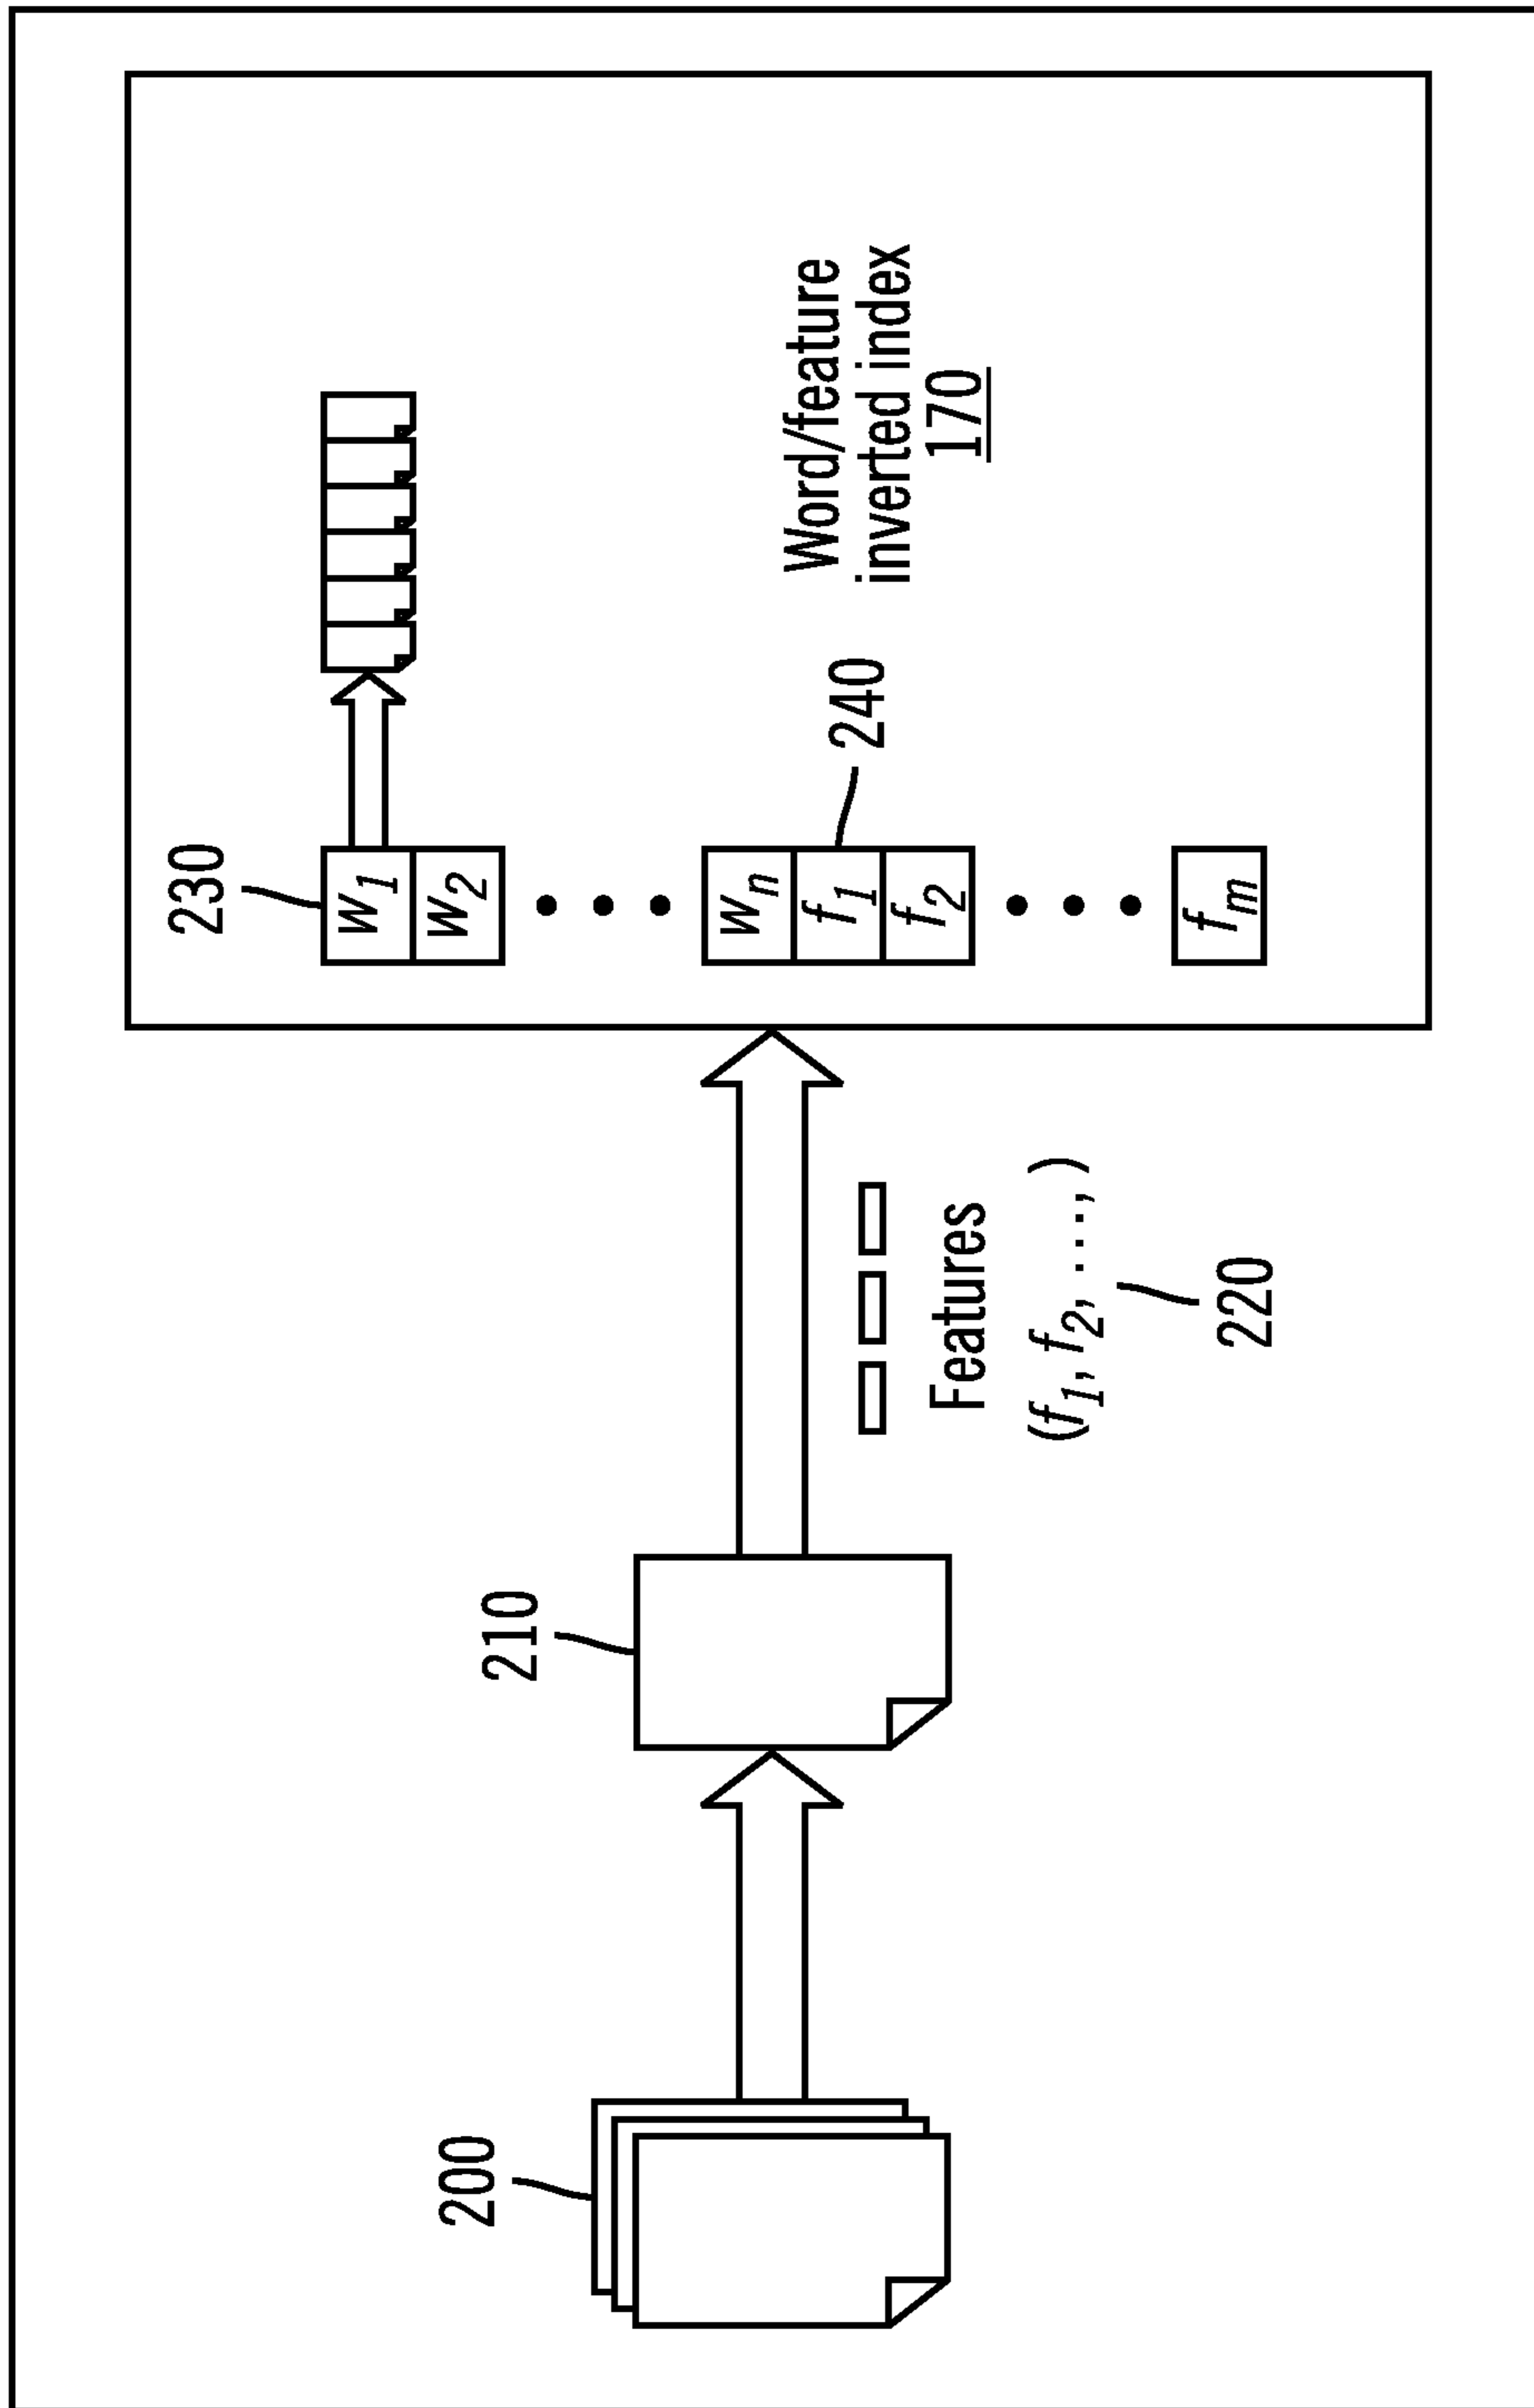 200
210
Features
(f1, f2, ...,)
220
230
W1
W2
Wn
f1
f2
fm
240
Word/feature
inverted index
170